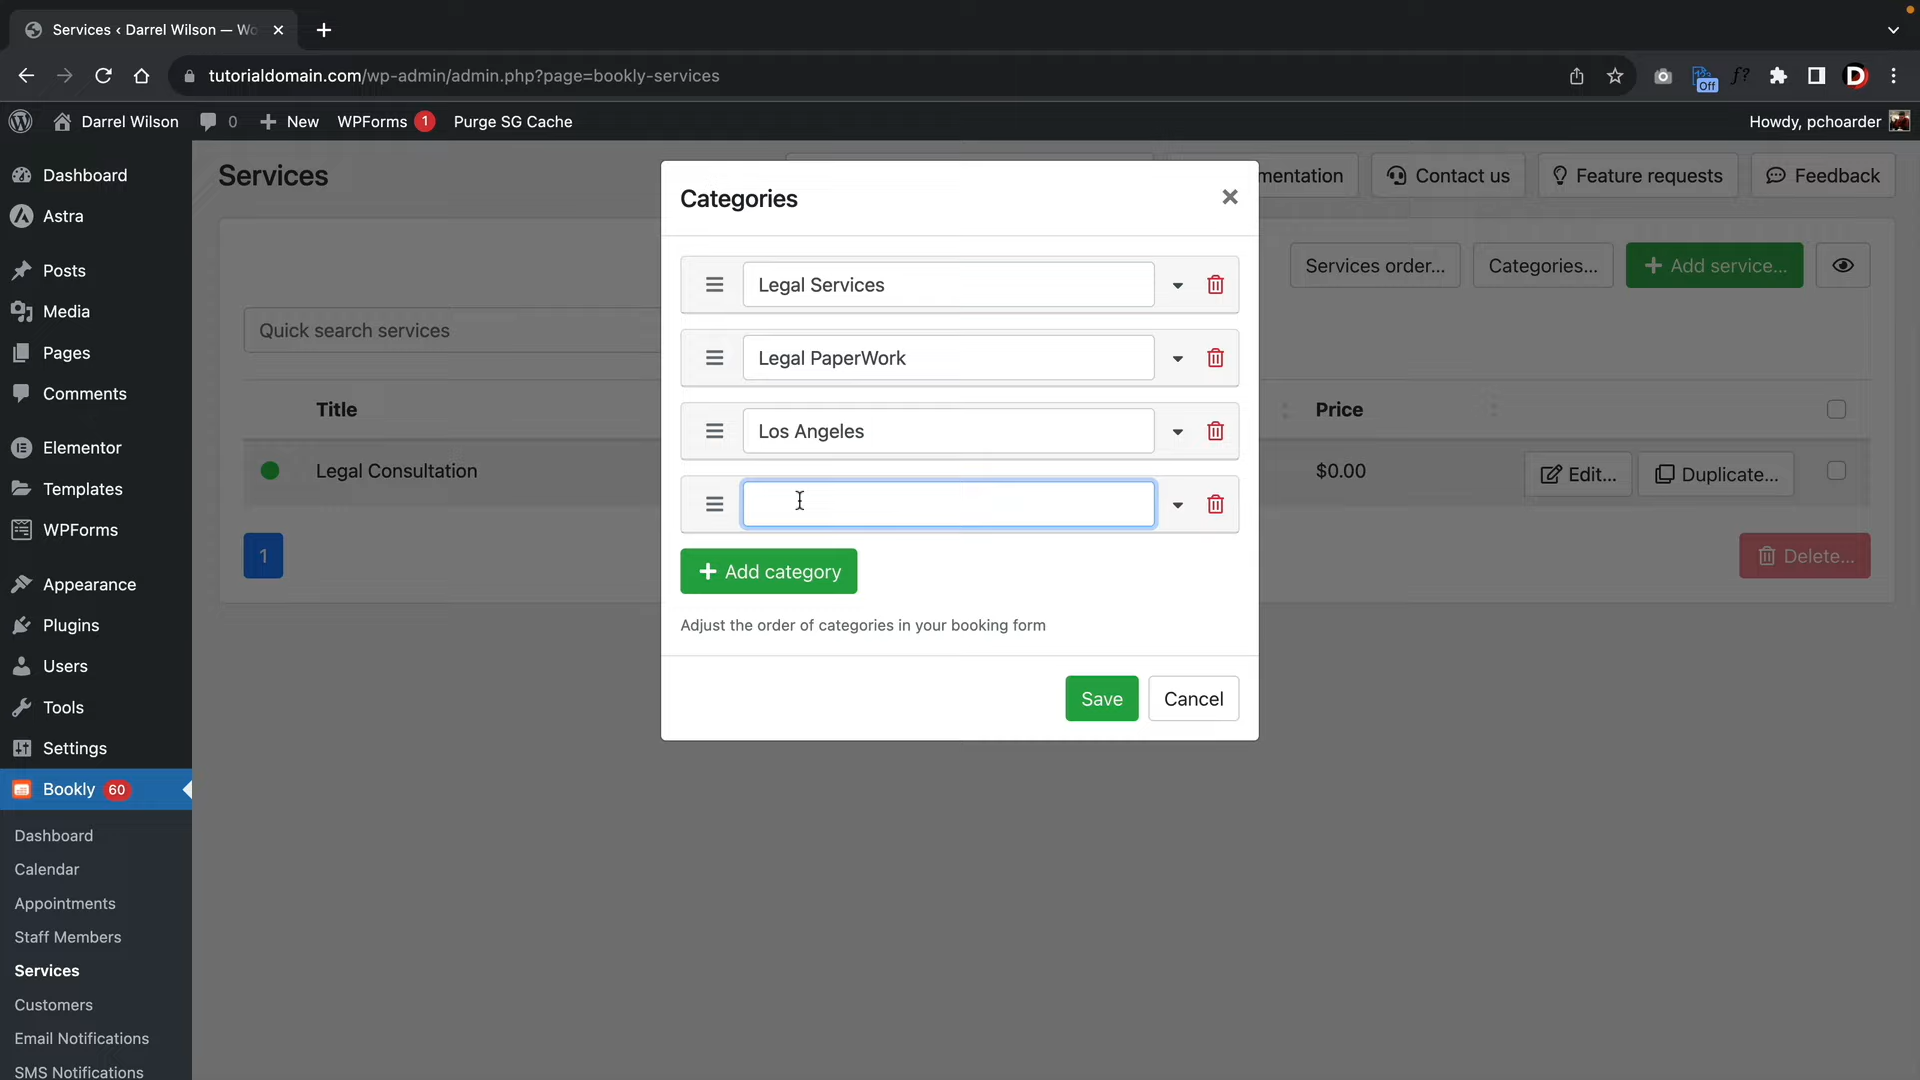 Services ‹ Darrel Wilson — Wo
tutorialdomain.com/wp-admin/admin.php?page=bookly-services
Off
f?
D
Darrel Wilson
0
New
WPForms 1
Purge SG Cache
Howdy, pchoarder
Dashboard
Astra
Posts
Media
Pages
Comments
Elementor
Templates
WPForms
Appearance
Plugins
Users
Tools
Settings
Bookly 60
Dashboard
Calendar
Appointments
Staff Members
Services
Customers
Email Notifications
SMS Notifications
Services
mentation
Contact us
Feature requests
Feedback
Services order...
Categories...
Add service...
Quick search services
Title
Price
Legal Consultation
$0.00
Edit...
Duplicate...
1
Delete...
Categories
Legal Services
Legal PaperWork
Los Angeles
Add category
Adjust the order of categories in your booking form
Save
Cancel